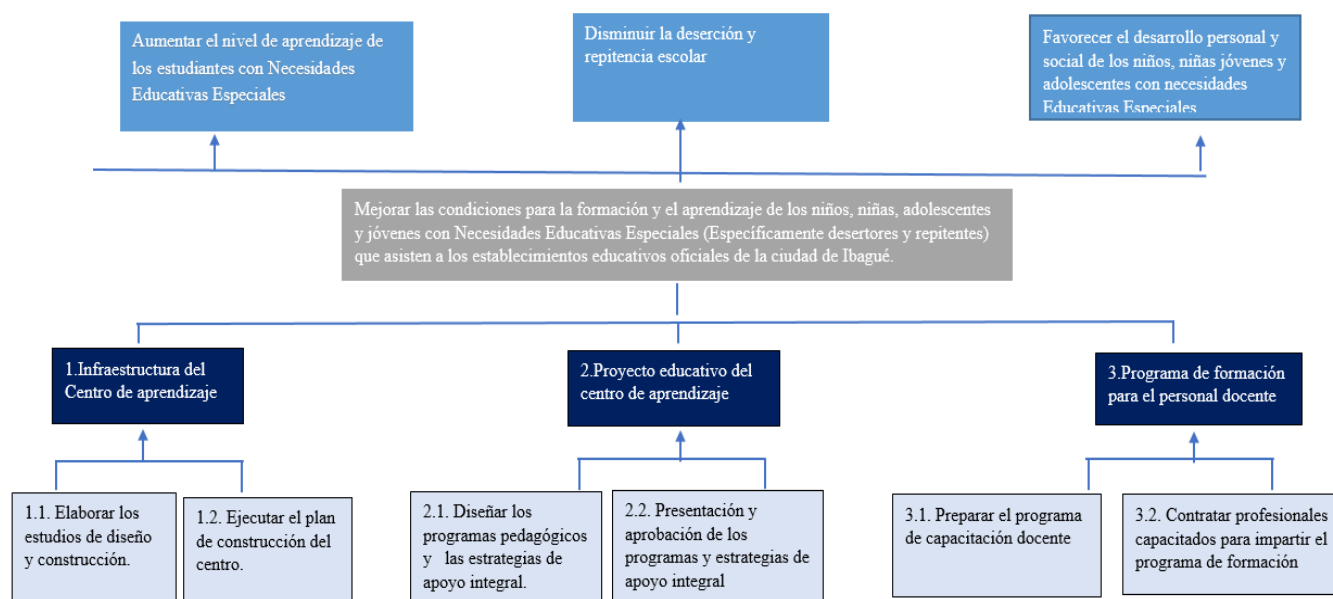 Aumentar el nivel de aprendizaje de
los estudiantes con Necesidades
Educativas Especiales
Disminuir la deserción y
repitencia escolar
Favorecer el desarrollo personal y
social de los niños, niñas jóvenes y
adolescentes con necesidades
Educativas Especiales
Mejorar las condiciones para la formación y el aprendizaje de los niños, niñas, adolescentes
y jóvenes con Necesidades Educativas Especiales (Específicamente desertores y repitentes)
que asisten a los establecimientos educativos oficiales de la ciudad de Ibagué.
1.Infraestructura del
Centro de aprendizaje
2.Proyecto educativo del
centro de aprendizaje
3.Programa de formación
para el personal docente
1.1. Elaborar los
estudios de diseño
y construcción.
1.2. Ejecutar el plan
de construcción del
centro.
2.1. Diseñar los
programas pedagógicos
y las estrategias de
apoyo integral.
2.2. Presentación y
aprobación de los
programas y estrategias de
apoyo integral
3.1. Preparar el programa
de capacitación docente
3.2. Contratar profesionales
capacitados para impartir el
programa de formación